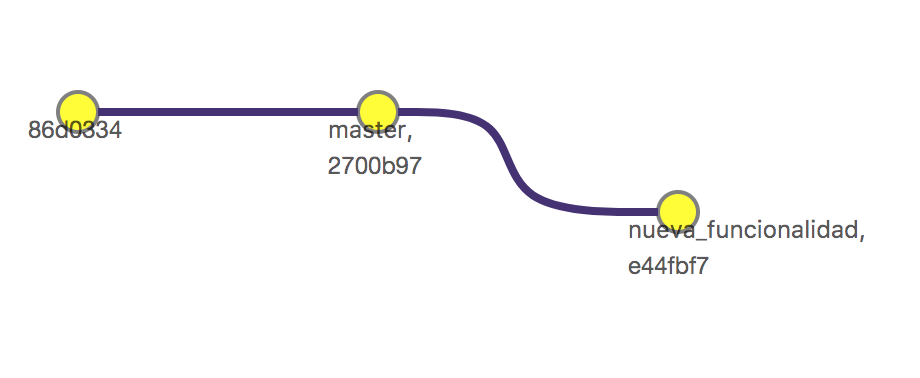 86d0334
master,
2700b97
nueva_funcionalidad,
e44fbf7